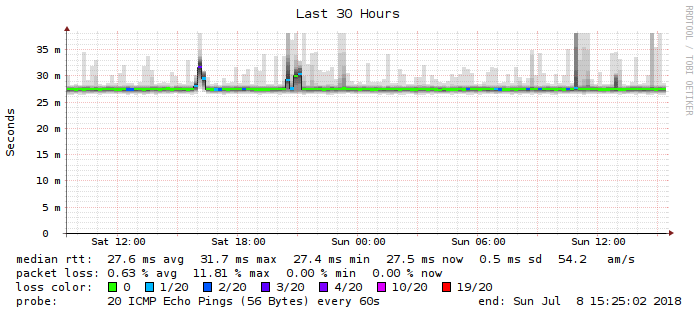 Last 30 Hours
RRDTOOL / TOBI OETIKER
Seconds
35 m
30 m
25 m
20 m
15 m
10 m
5 m
0
Sat 12:00 Sat 18:00 Sun 00:00 Sun 06:00 Sun 12:00
median rtt: 27.6 ms avg 31.7 ms max 27.4 ms min 27.5 ms now 0.5 ms sd 54.2 am/s
packet loss: 0.63 % avg 11.81 % max 0.00 % min 0.00 % now
loss color: 0 1/20 2/20 3/20 4/20 10/20 19/20
probe: 20 ICMP Echo Pings (56 Bytes) every 60s end: Sun Jul 8 15:25:02 2018